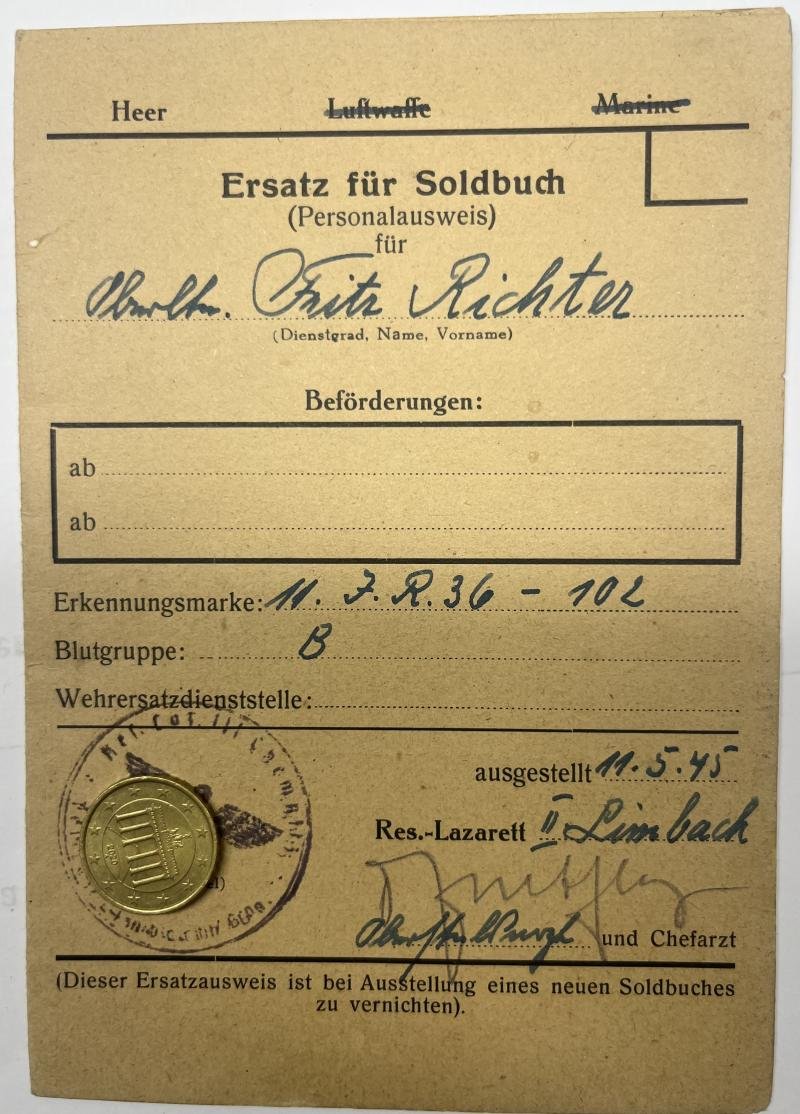 Heer Luftwaffe Marine
Ersatz für Soldbuch
(Personalausweis)
für
Oberltn. Fritz Richter
(Dienstgrad, Name, Vorname)
Beförderungen:
ab
ab
Erkennungsmarke: 11. J.R. 36 - 102
Blutgruppe: B
Wehrersatzdienststelle:
ausgestellt 11.5.45
Res.-Lazarett II Limbach
und Chefarzt
(Dieser Ersatzausweis ist bei Ausstellung eines neuen Soldbuches
zu vernichten).